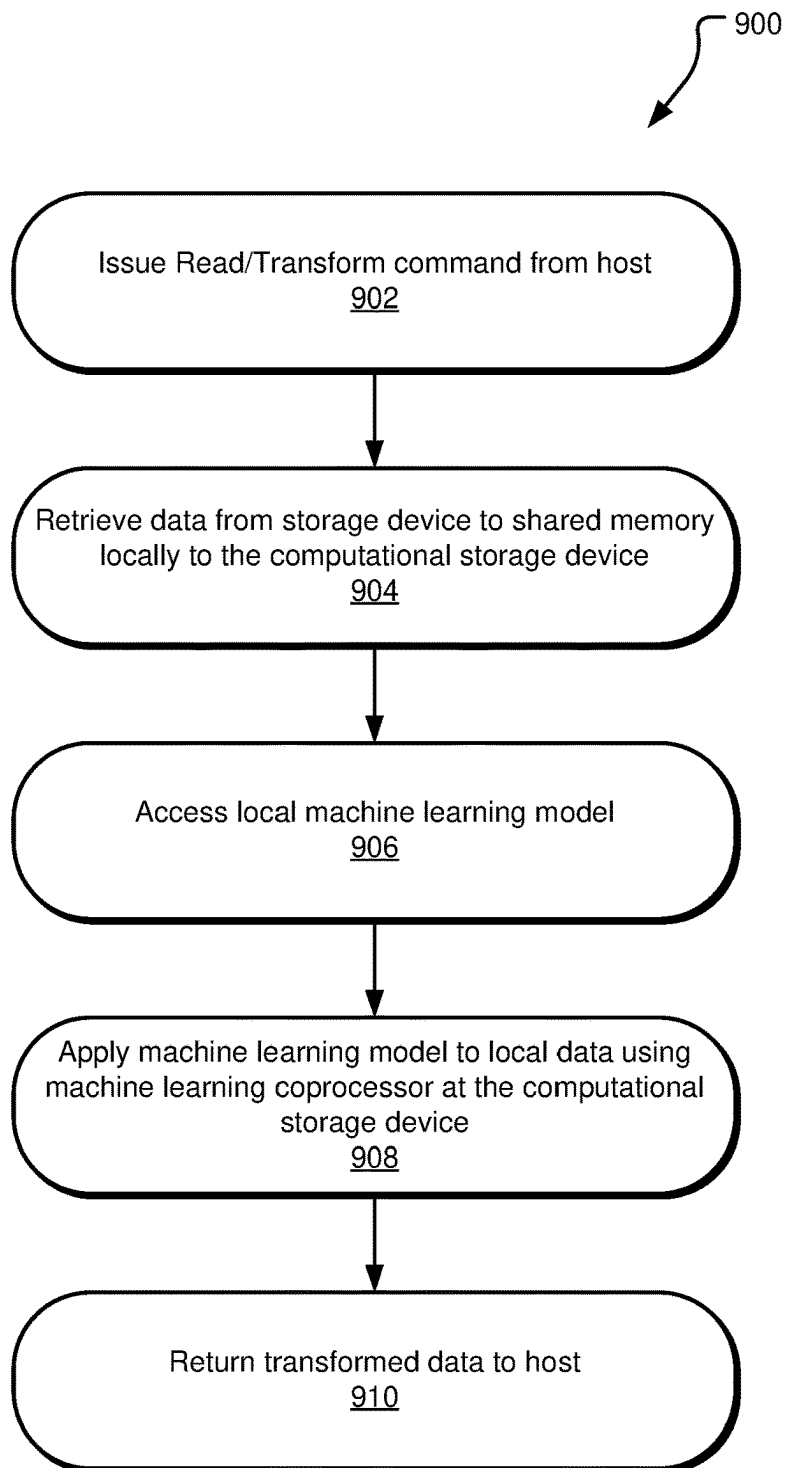 900
Issue Read/Transform command from host
902
Retrieve data from storage device to shared memory
locally to the computational storage device
904
Access local machine learning model
906
Apply machine learning model to local data using
machine learning coprocessor at the computational
storage device
908
Return transformed data to host
910